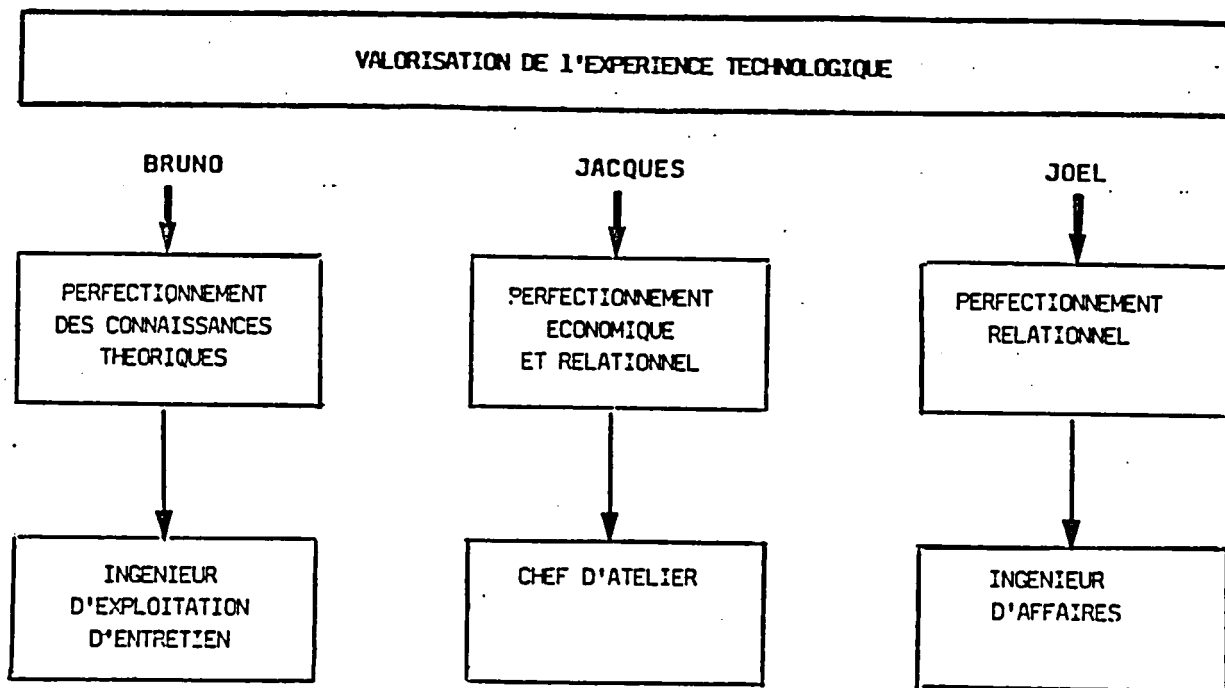 VALORISATION DE l'EXPERIENCE TECHNOLOGIQUE
BRUNO
PERFECTIONNEMENT
DES CONNAISSANCES
THEORIQUES
INGENIEUR
D'EXPLOITATION
D'ENTRETIEN
JACQUES
PERFECTIONNEMENT
ECONOMIQUE
ET RELATIONNEL
CHEF D'ATELIER
JOEL
PERFECTIONNEMENT
RELATIONNEL
INGENIEUR
D'AFFAIRES